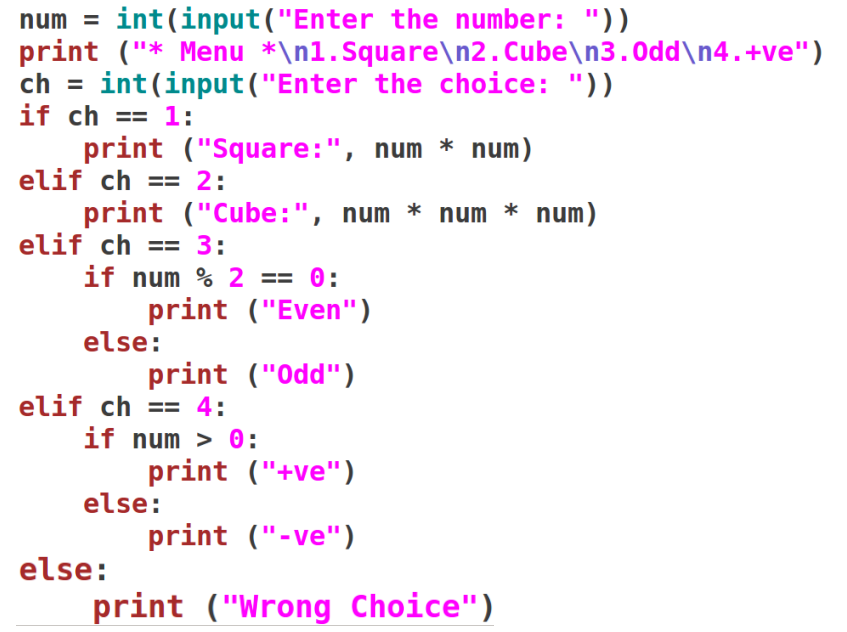 num = int(input("Enter the number: "))
print ("* Menu *\n1.Square\n2.Cube\n3.Odd\n4.+ve")
ch = int(input("Enter the choice: "))
if ch == 1:
    print ("Square:", num * num)
elif ch == 2:
    print ("Cube:", num * num * num)
elif ch == 3:
    if num % 2 == 0:
        print ("Even")
    else:
        print ("Odd")
elif ch == 4:
    if num > 0:
        print ("+ve")
    else:
        print ("-ve")
else:
    print ("Wrong Choice")